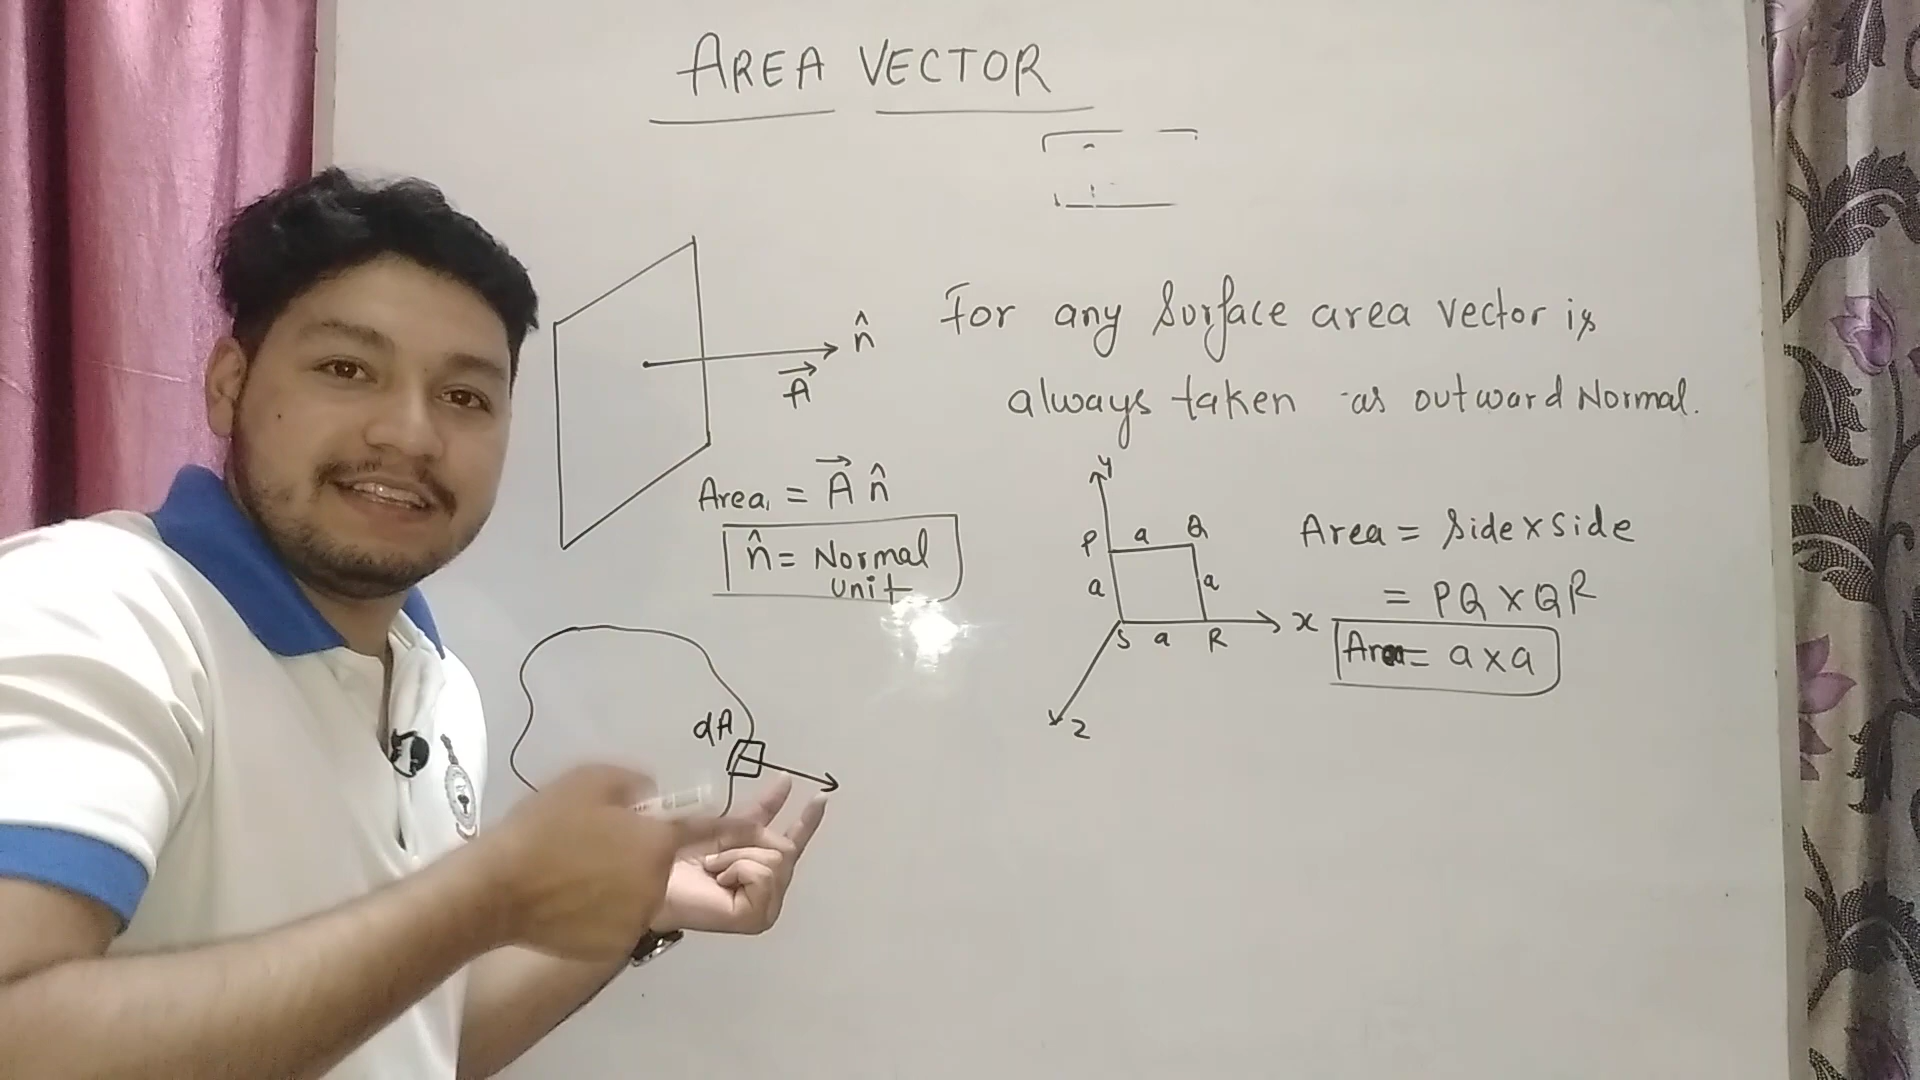 AREA VECTOR
n̂
A⃗
For any surface area vector is
always taken as outward Normal.
Area = A⃗ n̂
n̂ = Normal
unit
y
P a Q
a a
S a R x
z
Area = side x side
= PQ x QR
Area = a x a
dA